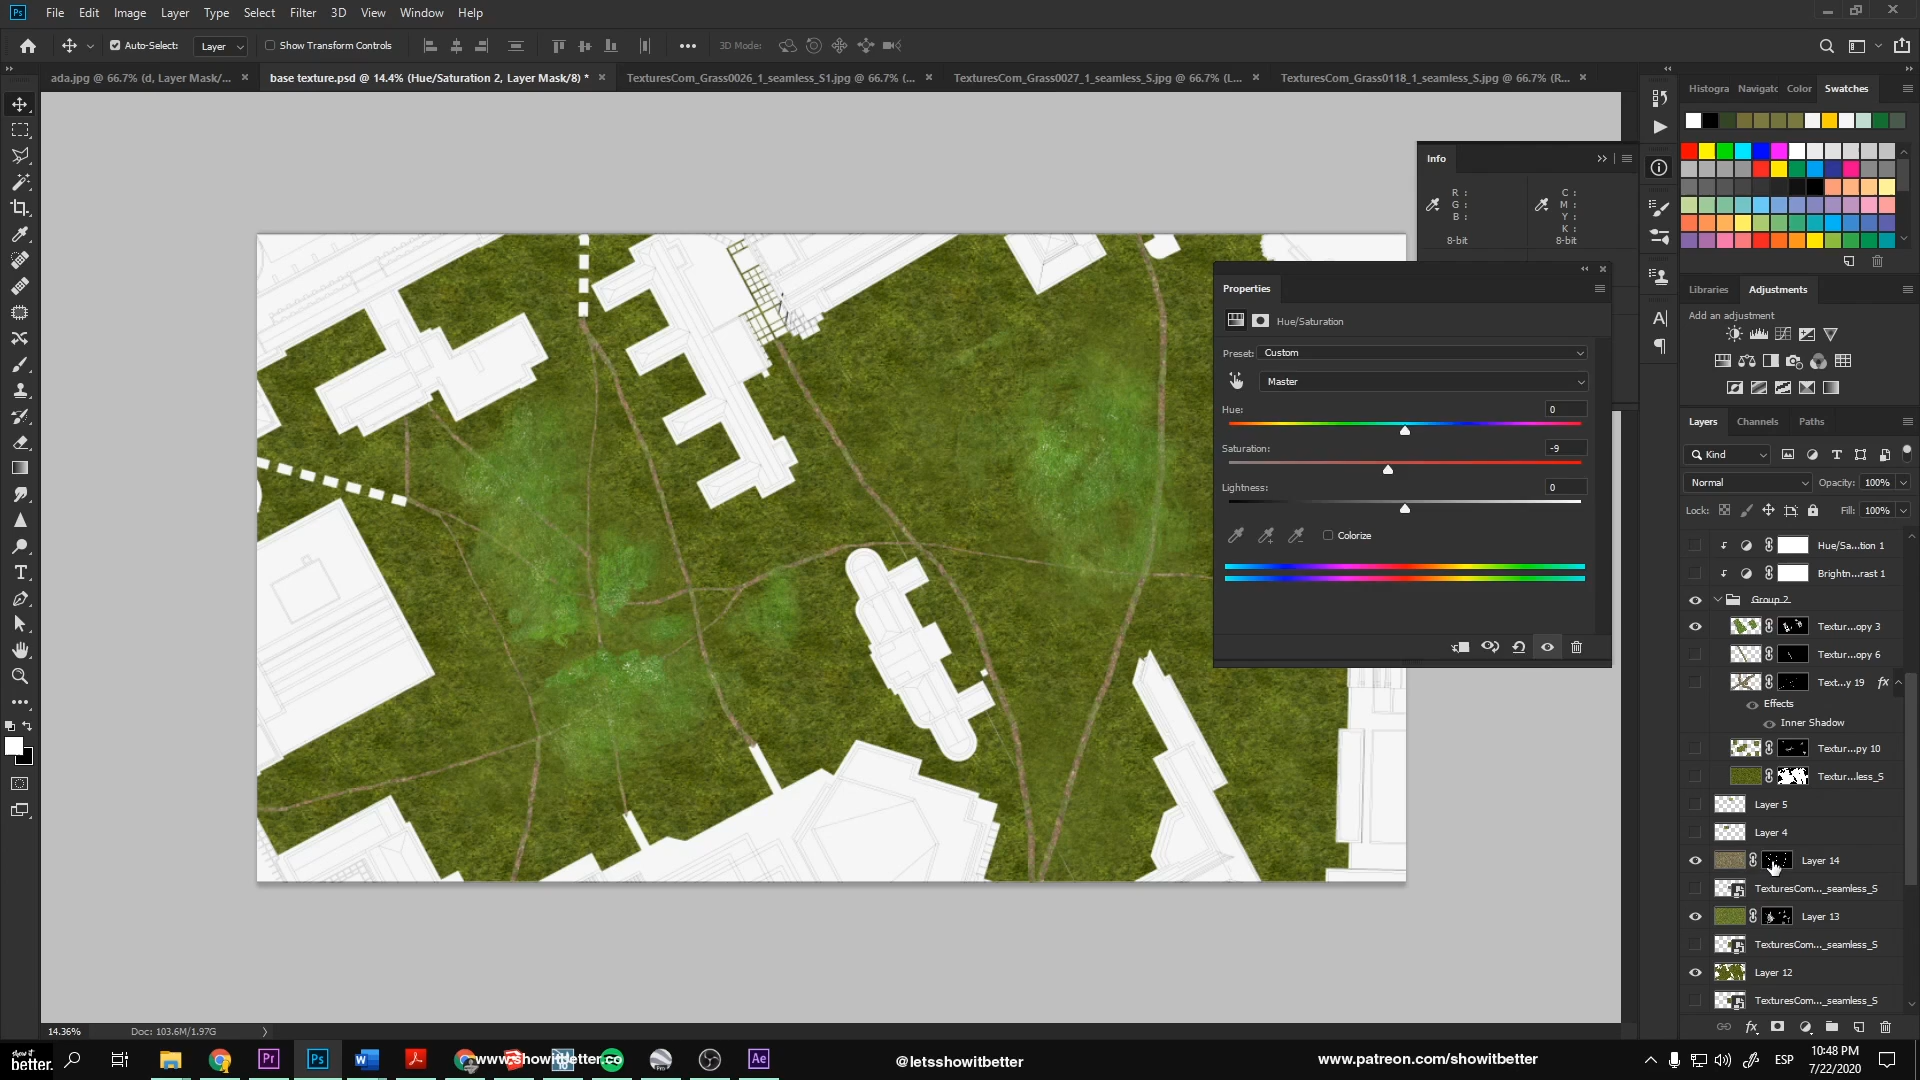 File Edit Image Layer Type Select Filter 3D View Window Help
Auto-Select: Layer Show Transform Controls 3D Mode:
ada.jpg @ 66.7% (d, Layer Mask/... × base texture.psd @ 14.4% (Hue/Saturation 2, Layer Mask/8) * × TexturesCom_Grass0026_1_seamless_S1.jpg @ 66.7% (... × TexturesCom_Grass0027_1_seamless_S.jpg @ 66.7% (L... × TexturesCom_Grass0118_1_seamless_S.jpg @ 66.7% (R... ×
Histogra Navigatc Color Swatches
Info
R :
G :
B :
8-bit
C :
M :
Y :
K :
8-bit
Properties
Hue/Saturation
Preset: Custom
Master
Hue: 0
Saturation: -9
Lightness: 0
Colorize
Libraries Adjustments
Add an adjustment
Layers Channels Paths
Kind
Normal Opacity: 100%
Lock: Fill: 100%
Hue/Sa...tion 1
Brightn...rast 1
Group 2
Textur...opy 3
Textur...opy 6
Text...y 19 fx
Effects
Inner Shadow
Textur...py 10
Textur...less_S
Layer 5
Layer 4
Layer 14
TexturesCom..._seamless_S
Layer 13
TexturesCom..._seamless_S
Layer 12
TexturesCom..._seamless_S
14.36% Doc: 103.6M/1.97G
show it
better.
www.showitbetter.co
@letsshowitbetter
www.patreon.com/showitbetter
ESP
10:48 PM
7/22/2020